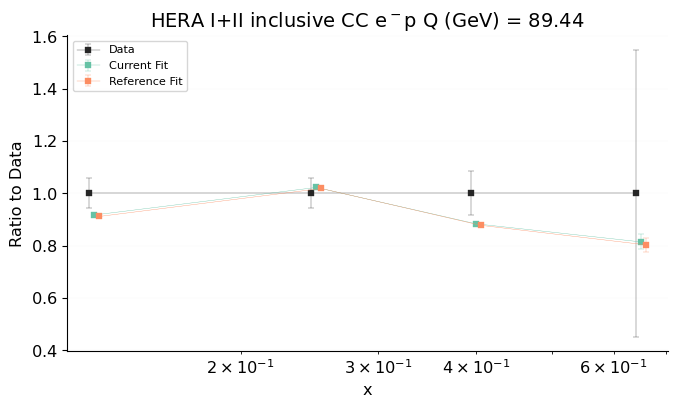 HERA I+II inclusive CC e⁻p Q (GeV) = 89.44
Data
Current Fit
Reference Fit
Ratio to Data
1.6
1.4
1.2
1.0
0.8
0.6
0.4
2 × 10⁻¹
3 × 10⁻¹
4 × 10⁻¹
6 × 10⁻¹
x